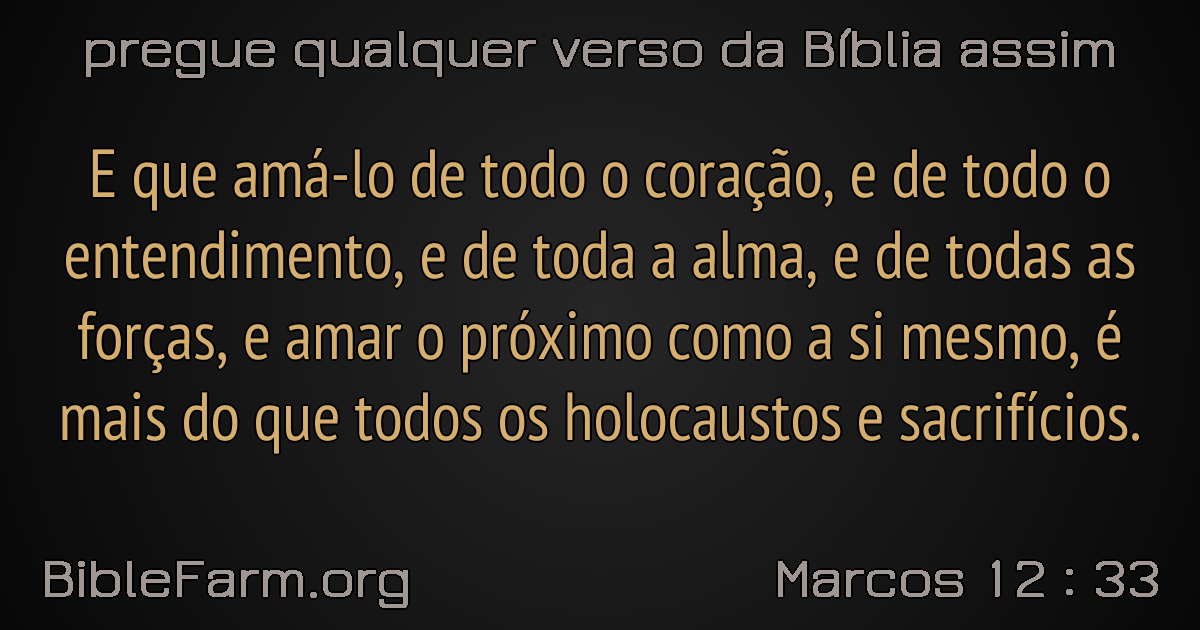 pregue qualquer verso da Bíblia assim
E que amá-lo de todo o coração, e de todo o
entendimento, e de toda a alma, e de todas as
forças, e amar o próximo como a si mesmo, é
mais do que todos os holocaustos e sacrifícios.
BibleFarm.org
Marcos 12 : 33